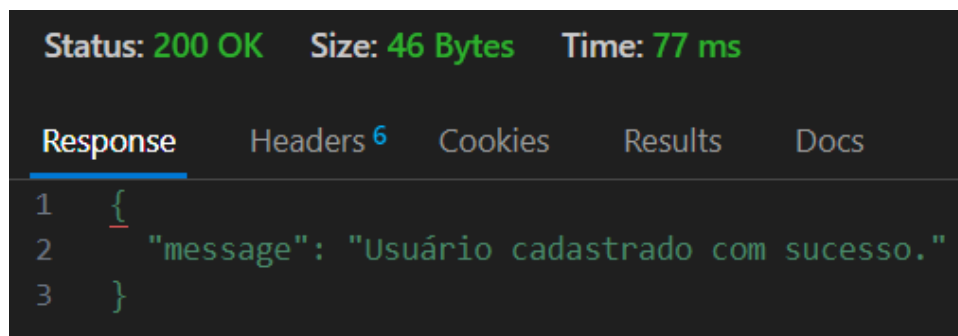 Status: 200 OK Size: 46 Bytes Time: 77 ms
Response Headers 6 Cookies Results Docs
1 {
2 "message": "Usuário cadastrado com sucesso."
3 }